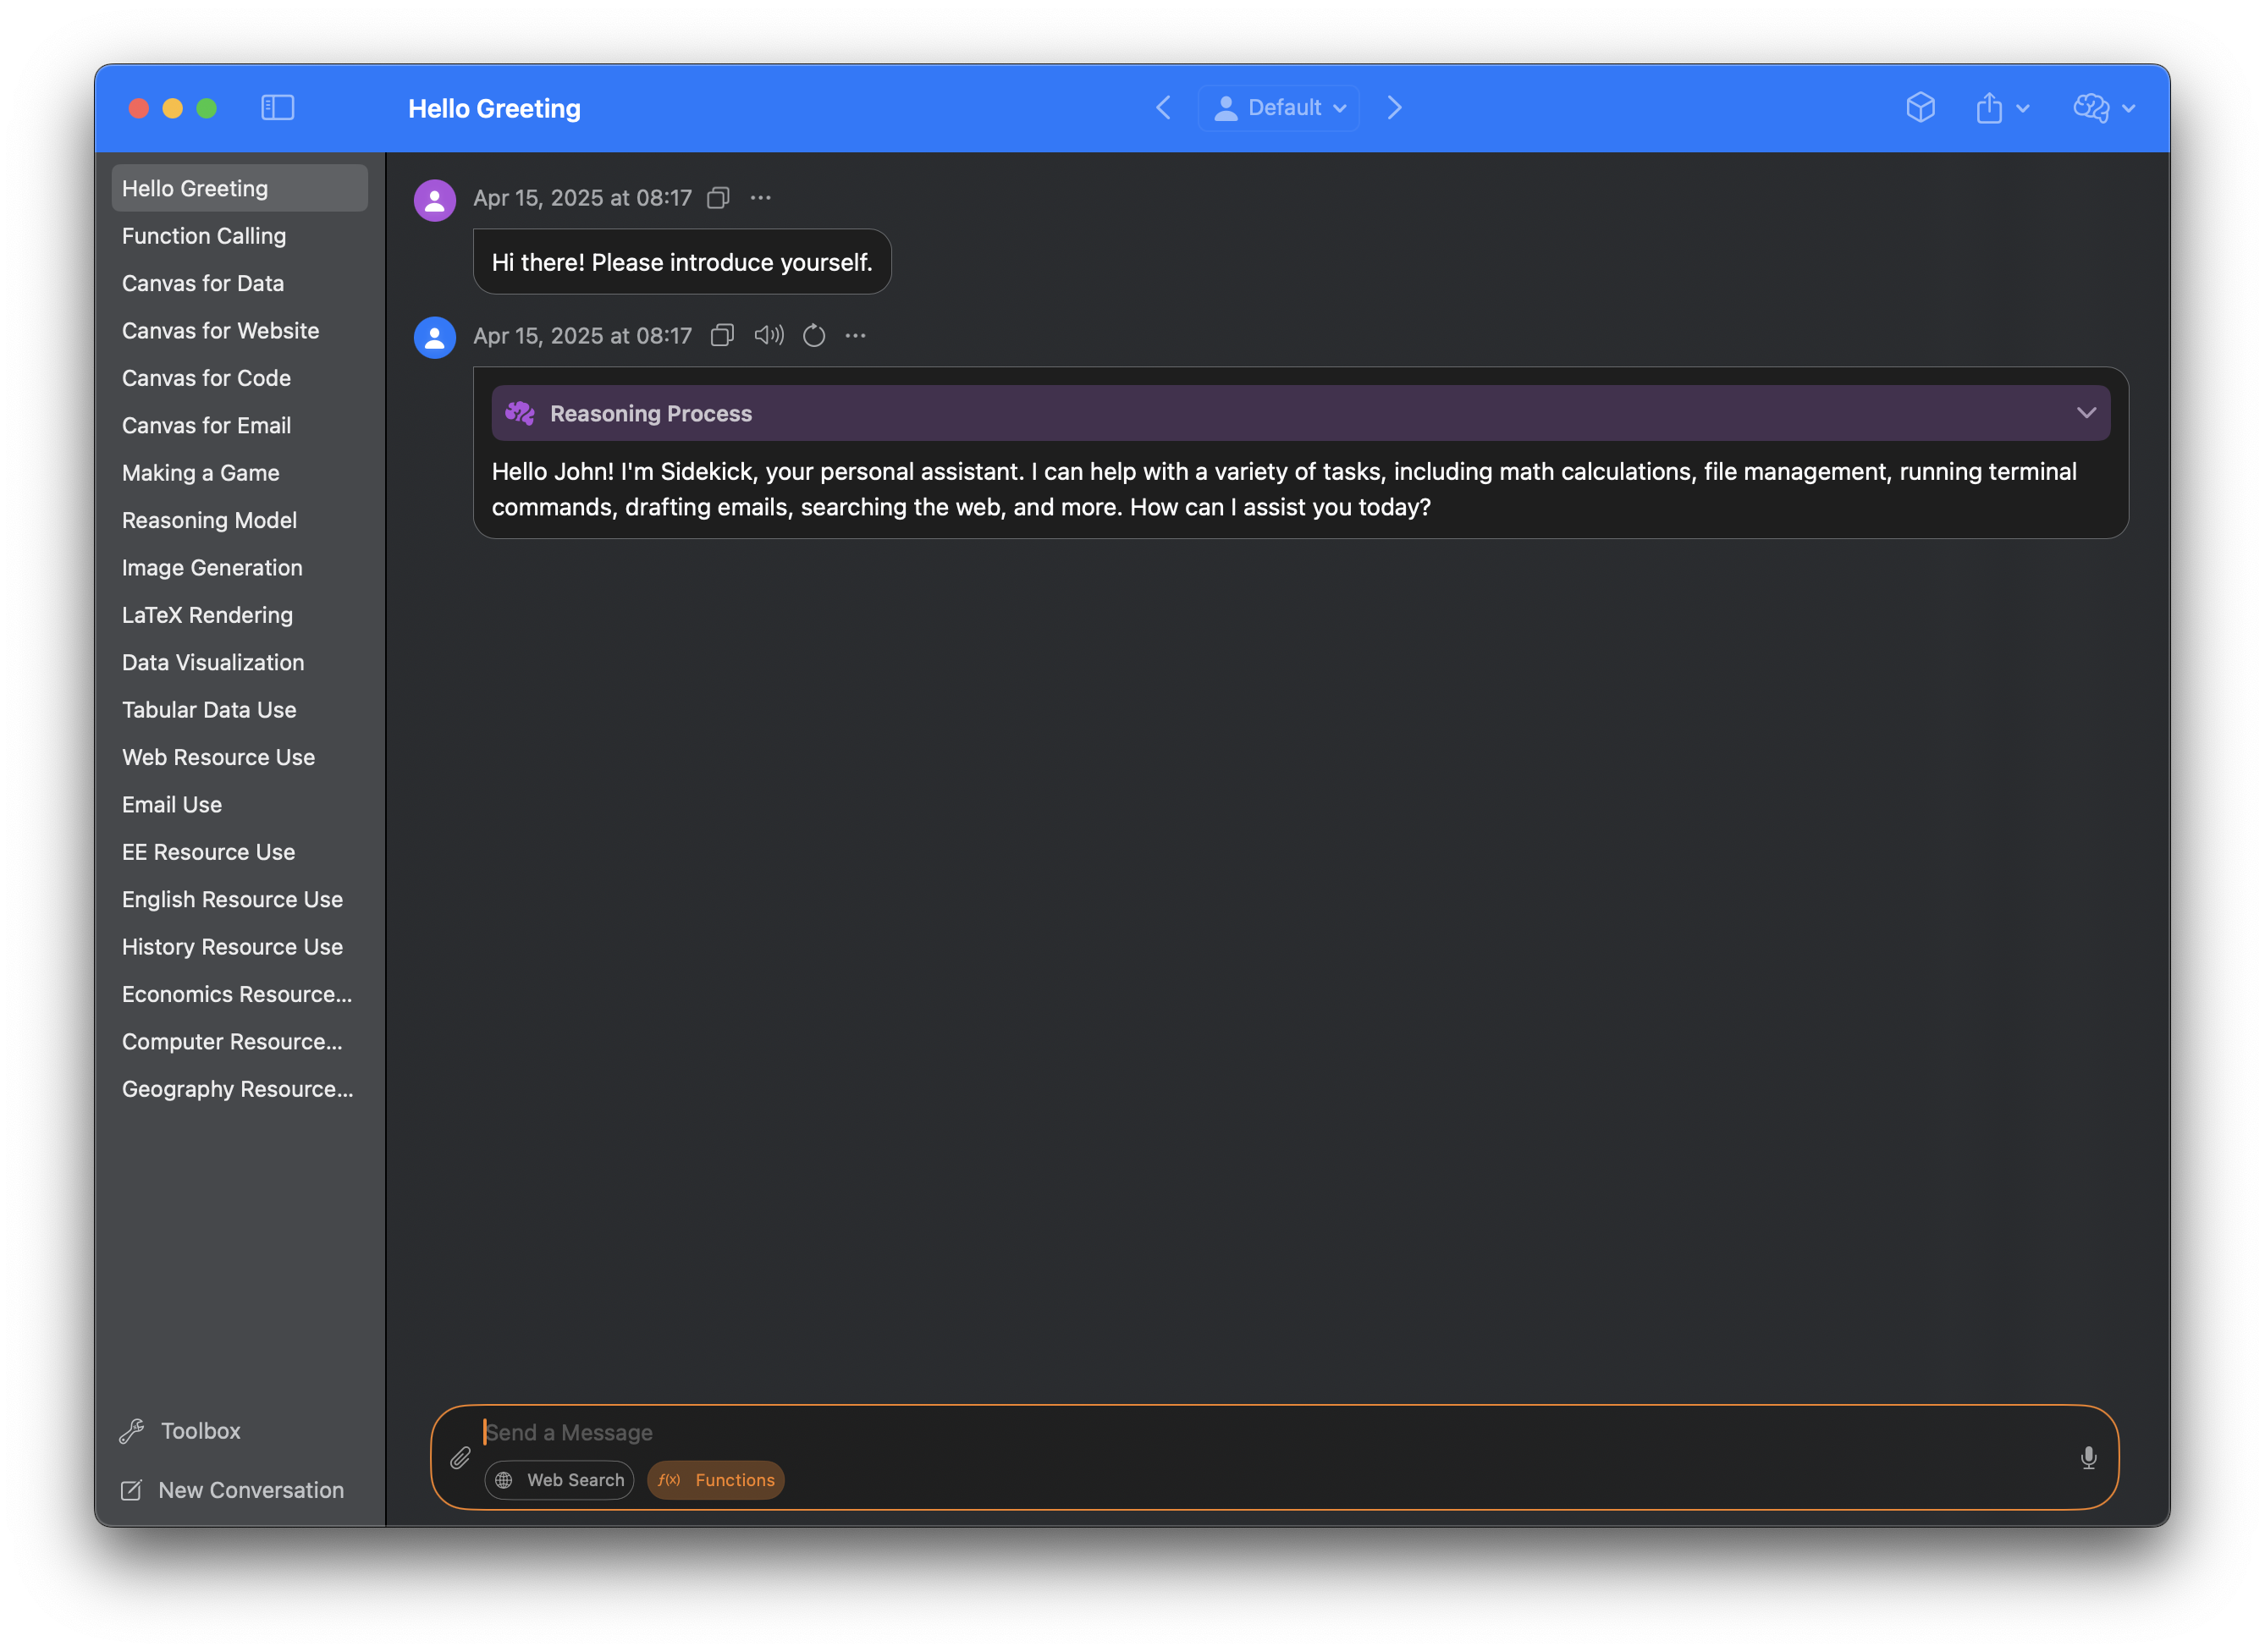 Hello Greeting
Default
Hello Greeting
Function Calling
Canvas for Data
Canvas for Website
Canvas for Code
Canvas for Email
Making a Game
Reasoning Model
Image Generation
LaTeX Rendering
Data Visualization
Tabular Data Use
Web Resource Use
Email Use
EE Resource Use
English Resource Use
History Resource Use
Economics Resource...
Computer Resource...
Geography Resource...
Toolbox
New Conversation
Apr 15, 2025 at 08:17
Hi there! Please introduce yourself.
Apr 15, 2025 at 08:17
Reasoning Process
Hello John! I'm Sidekick, your personal assistant. I can help with a variety of tasks, including math calculations, file management, running terminal
commands, drafting emails, searching the web, and more. How can I assist you today?
Send a Message
Web Search
f(x) Functions